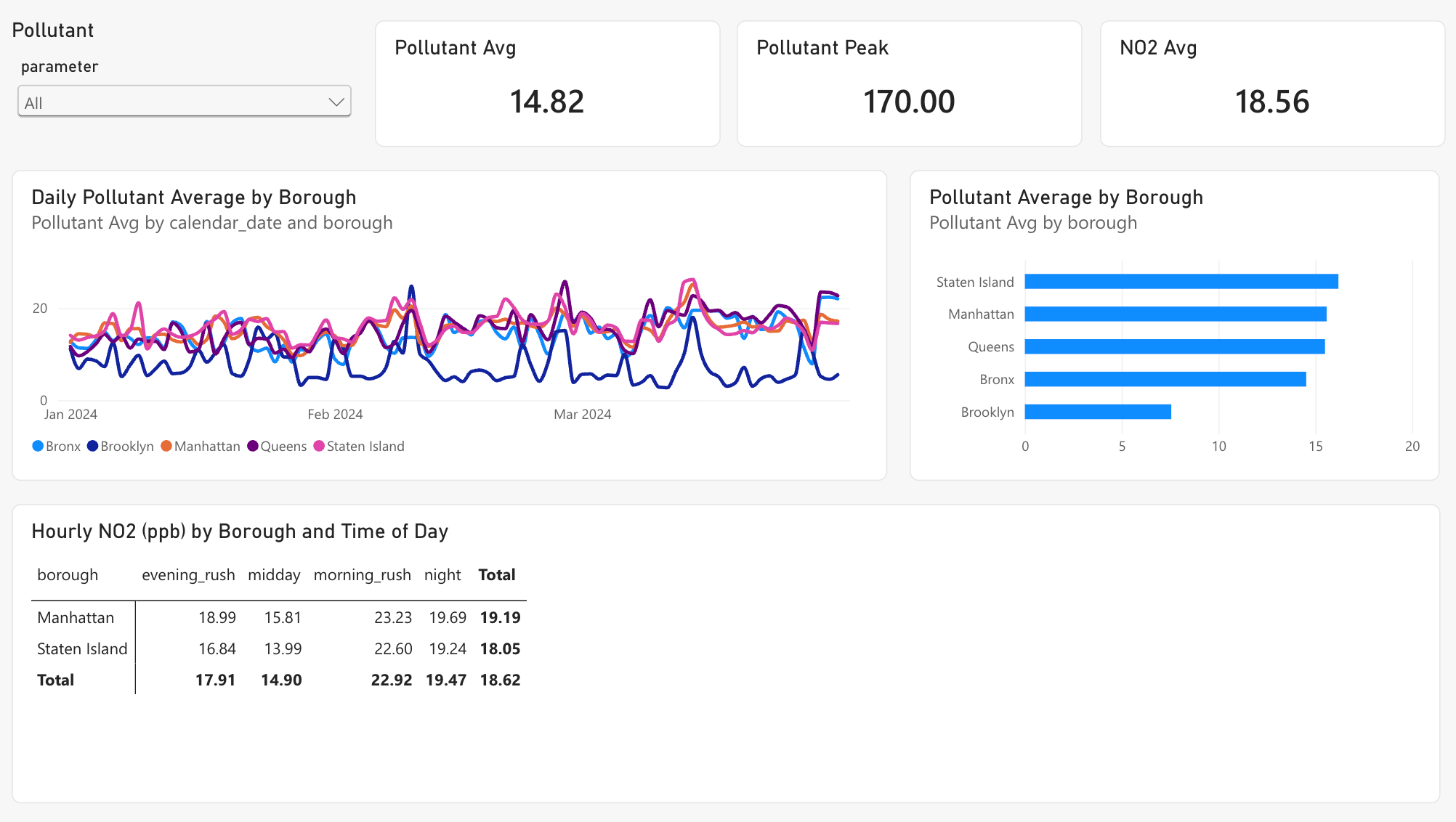 Pollutant
parameter
All
Pollutant Avg
14.82
Pollutant Peak
170.00
NO2 Avg
18.56
Daily Pollutant Average by Borough
Pollutant Avg by calendar_date and borough
20
0
Jan 2024 Feb 2024 Mar 2024
Bronx Brooklyn Manhattan Queens Staten Island
Pollutant Average by Borough
Pollutant Avg by borough
Staten Island
Manhattan
Queens
Bronx
Brooklyn
0 5 10 15 20
Hourly NO2 (ppb) by Borough and Time of Day
borough evening_rush midday morning_rush night Total
Manhattan 18.99 15.81 23.23 19.69 19.19
Staten Island 16.84 13.99 22.60 19.24 18.05
Total 17.91 14.90 22.92 19.47 18.62